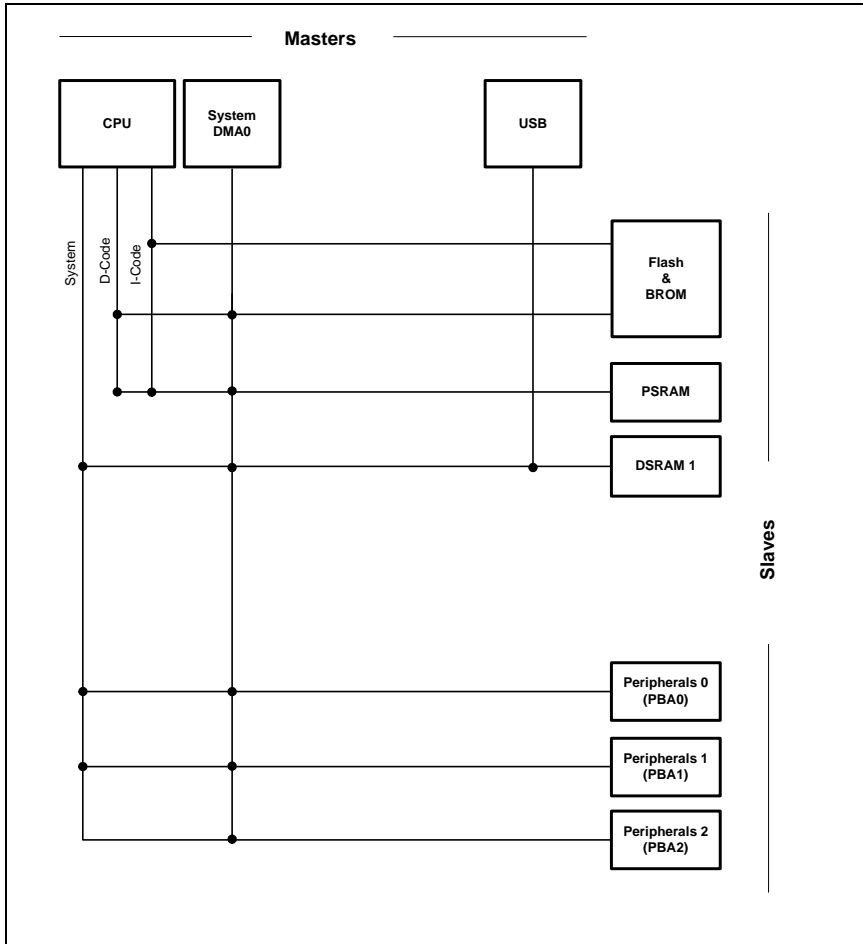 Masters
CPU
System
DMA0
USB
System
D-Code
I-Code
Flash
&
BROM
PSRAM
DSRAM 1
Slaves
Peripherals 0
(PBA0)
Peripherals 1
(PBA1)
Peripherals 2
(PBA2)